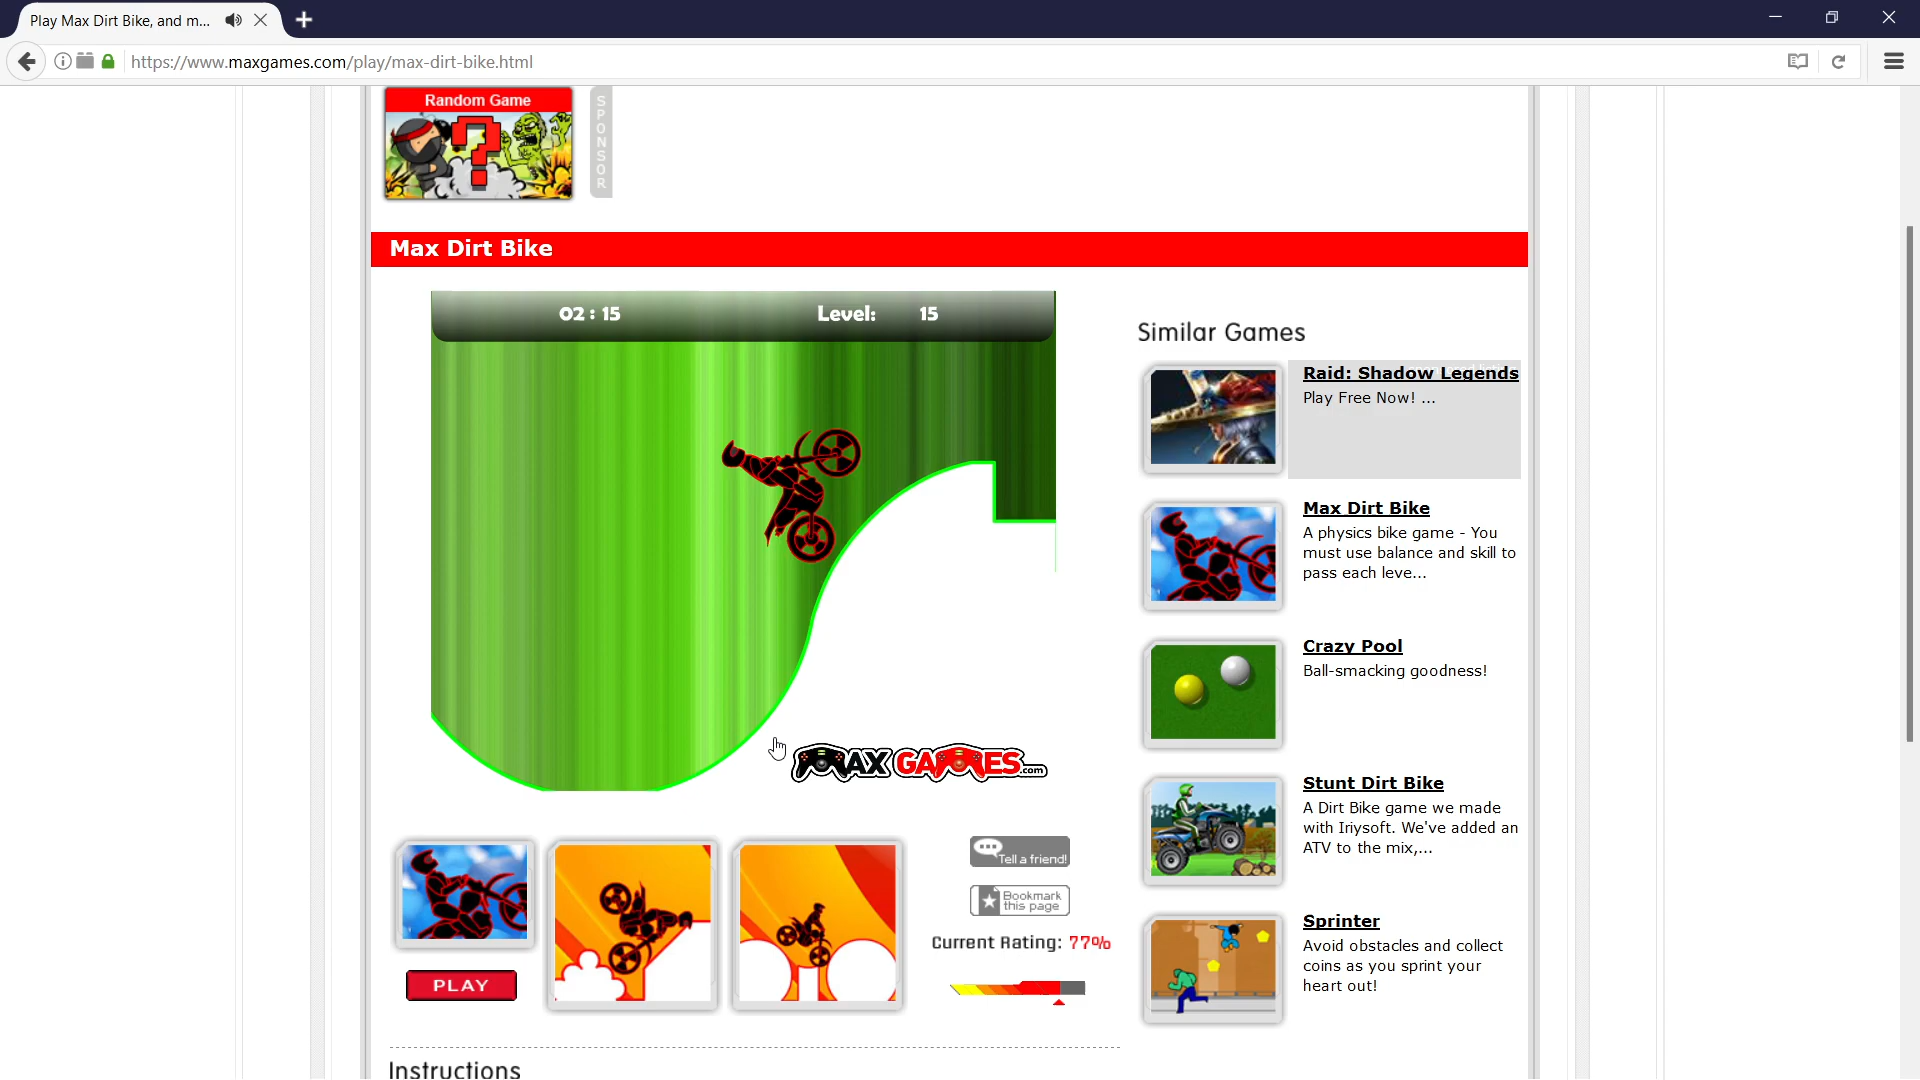 Play Max Dirt Bike, and m...
https://www.maxgames.com/play/max-dirt-bike.html
Random Game
?
SPONSOR
Max Dirt Bike
02 : 15
Level: 15
Similar Games
Raid: Shadow Legends
Play Free Now! ...
Max Dirt Bike
A physics bike game - You
must use balance and skill to
pass each leve...
Crazy Pool
Ball-smacking goodness!
MAX GAMES.com
Stunt Dirt Bike
A Dirt Bike game we made
with Iriysoft. We've added an
ATV to the mix,...
Tell a friend!
Bookmark
this page
Current Rating: 77%
PLAY
Sprinter
Avoid obstacles and collect
coins as you sprint your
heart out!
Instructions